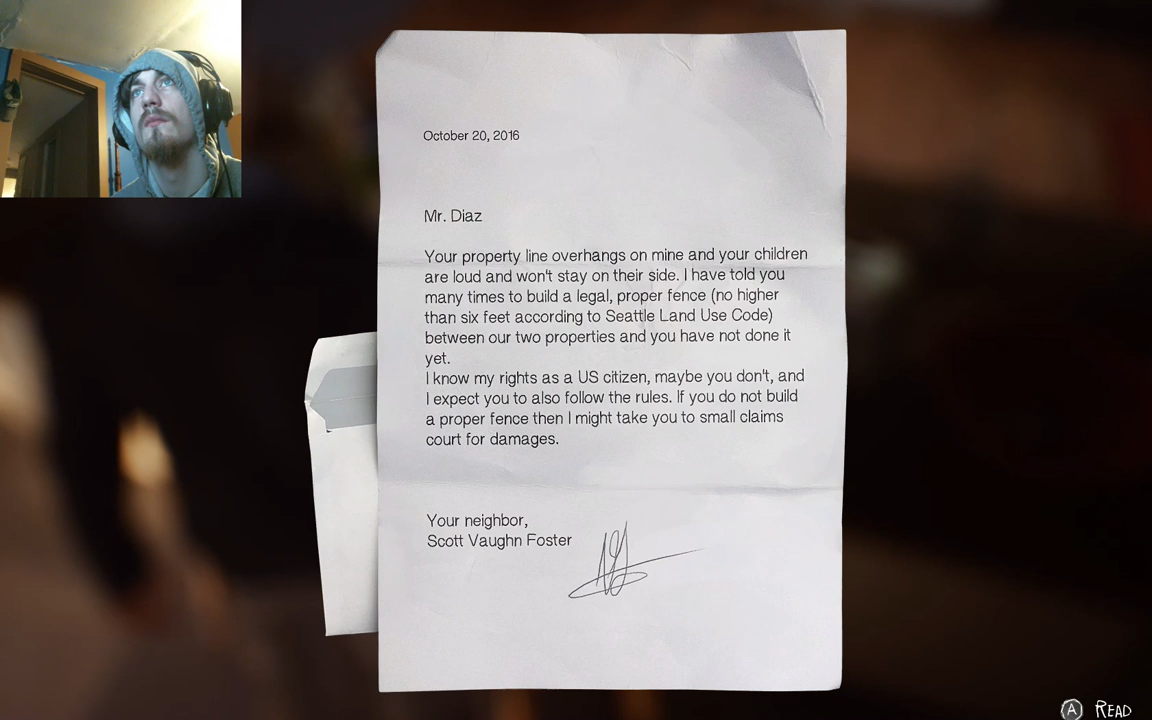 October 20, 2016
Mr. Diaz
Your property line overhangs on mine and your children
are loud and won't stay on their side. I have told you
many times to build a legal, proper fence (no higher
than six feet according to Seattle Land Use Code)
between our two properties and you have not done it
yet.
I know my rights as a US citizen, maybe you don't, and
I expect you to also follow the rules. If you do not build
a proper fence then I might take you to small claims
court for damages.
Your neighbor,
Scott Vaughn Foster
A READ